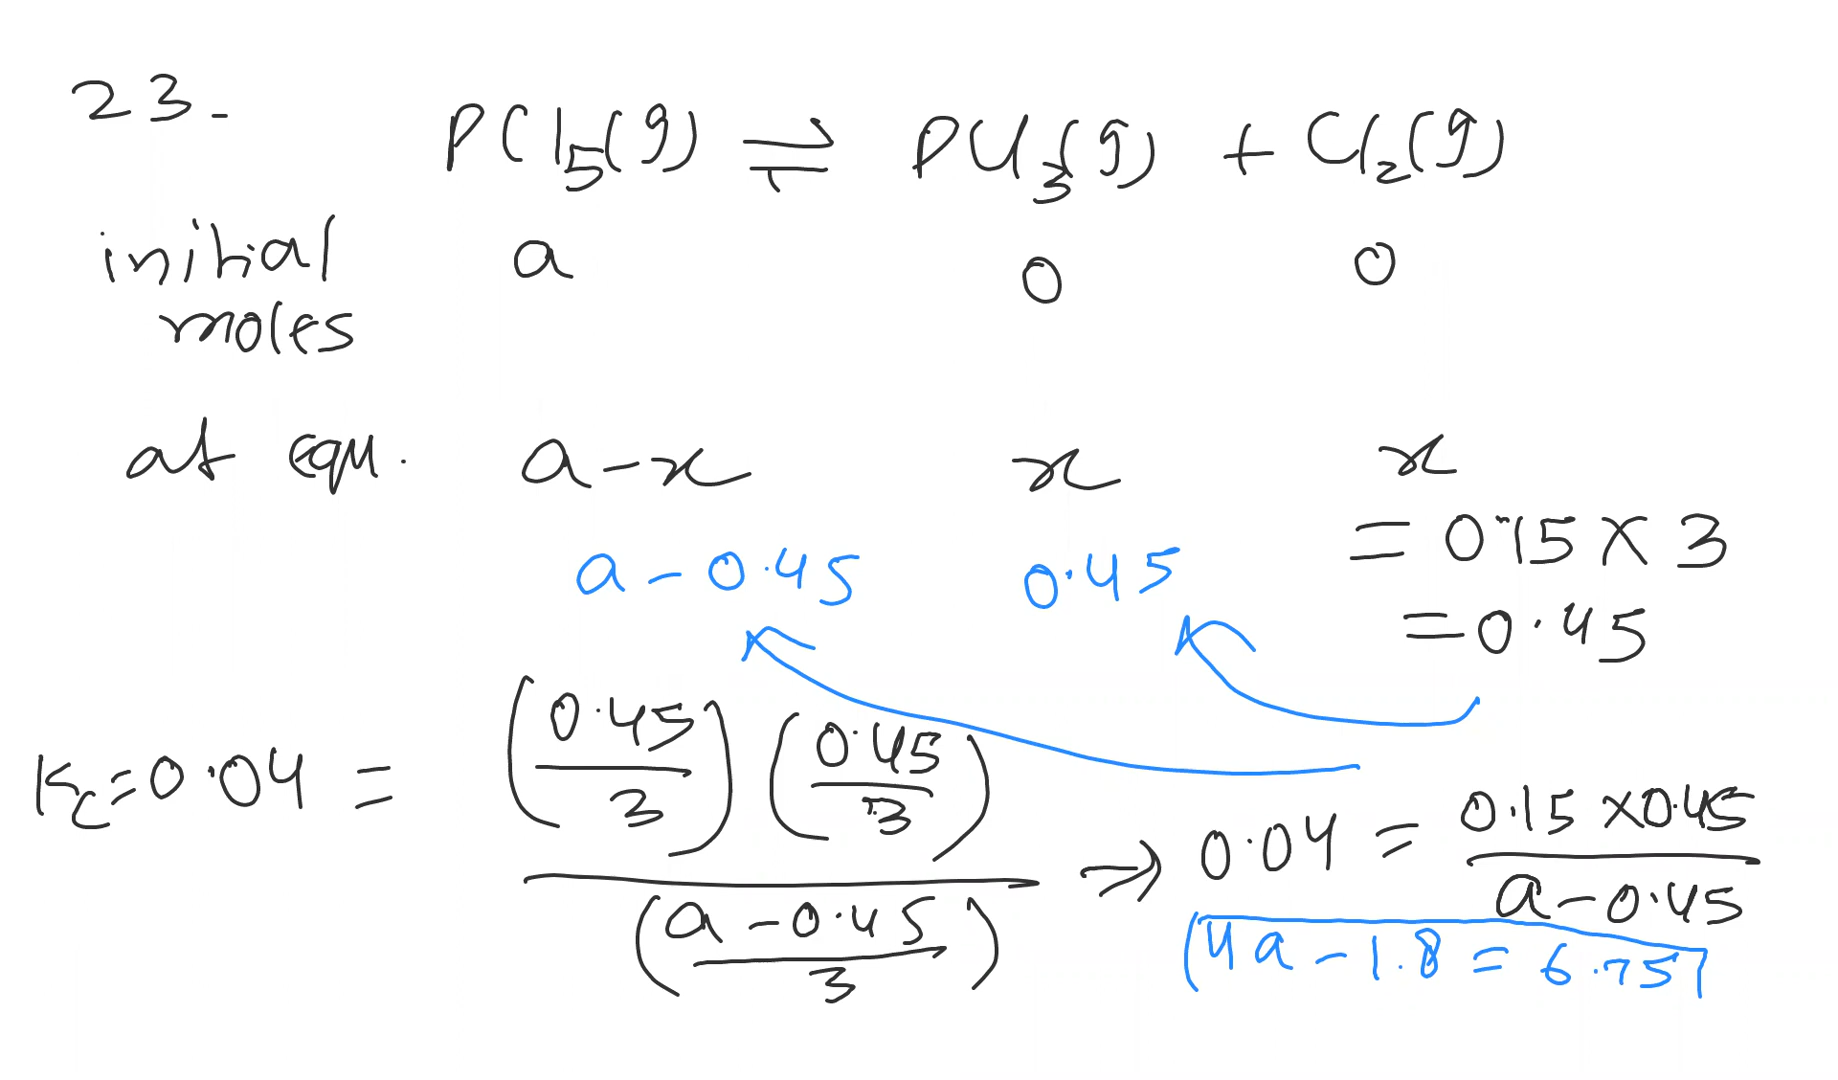 23.
PCl₅(g) ⇌ PCl₃(g) + Cl₂(g)
initial moles a 0 0
at eqm. a-x x x
= 0.15 × 3
a - 0.45 0.45 = 0.45
Kc = 0.04 = (0.45/3) (0.45/3) / ((a - 0.45)/3) ⇒ 0.04 = (0.15 × 0.45)/(a - 0.45)
4a - 1.8 = 6.75